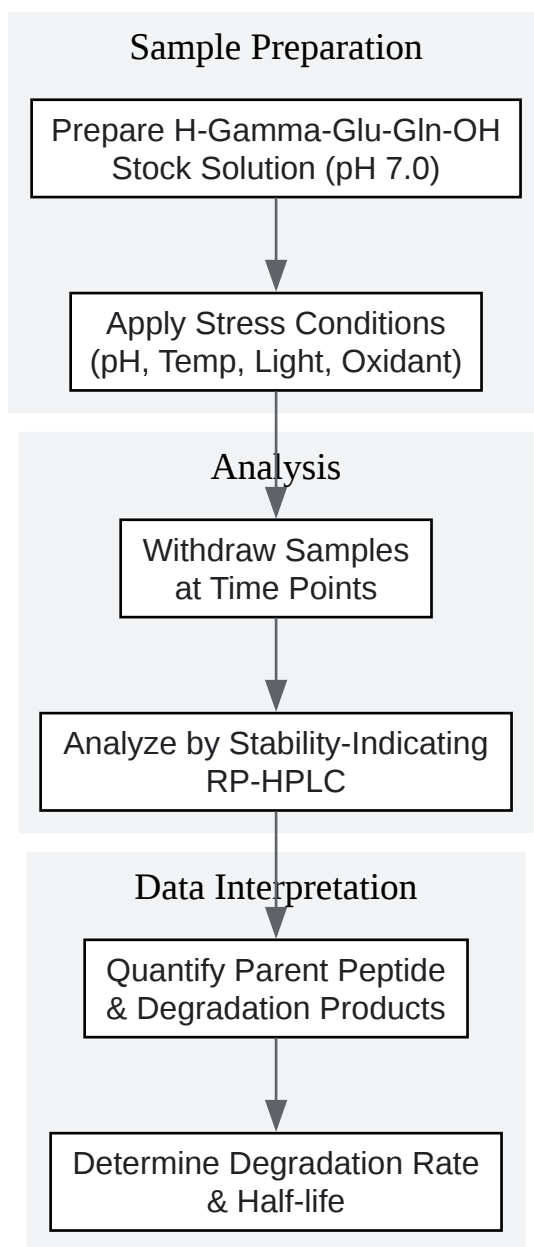 Sample Preparation
Prepare H-Gamma-Glu-Gln-OH
Stock Solution (pH 7.0)
Apply Stress Conditions
(pH, Temp, Light, Oxidant)
Analysis
Withdraw Samples
at Time Points
Analyze by Stability-Indicating
RP-HPLC
Data Interpretation
Quantify Parent Peptide
& Degradation Products
Determine Degradation Rate
& Half-life